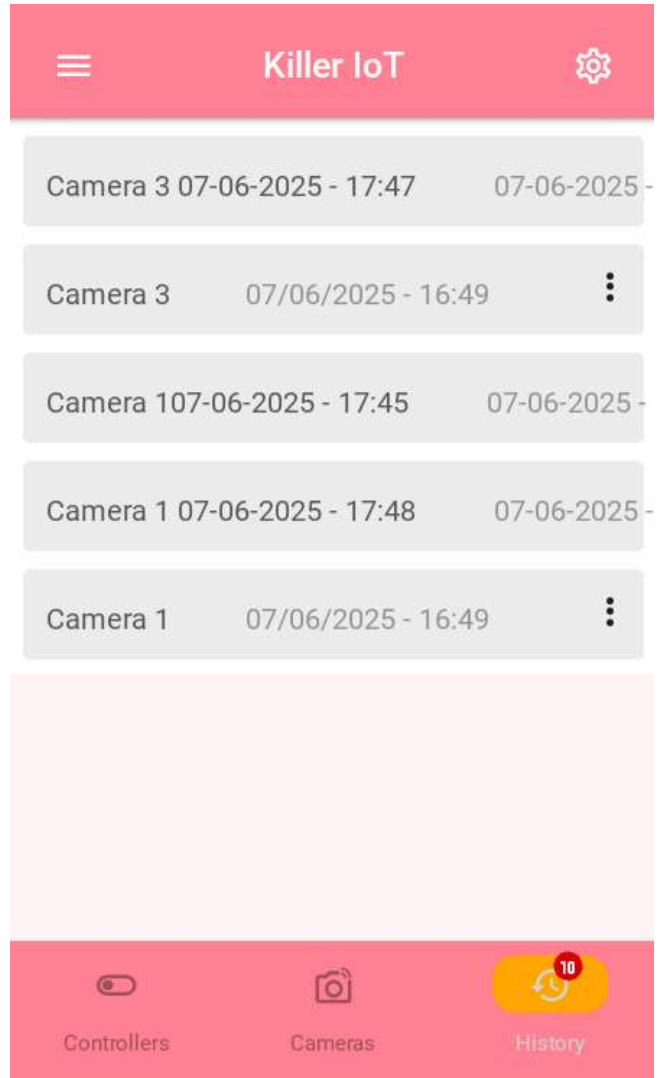 Killer IoT
Camera 3 07-06-2025 - 17:47 07-06-2025 -
Camera 3 07/06/2025 - 16:49
Camera 107-06-2025 - 17:45 07-06-2025 -
Camera 1 07-06-2025 - 17:48 07-06-2025 -
Camera 1 07/06/2025 - 16:49
10
Controllers Cameras History